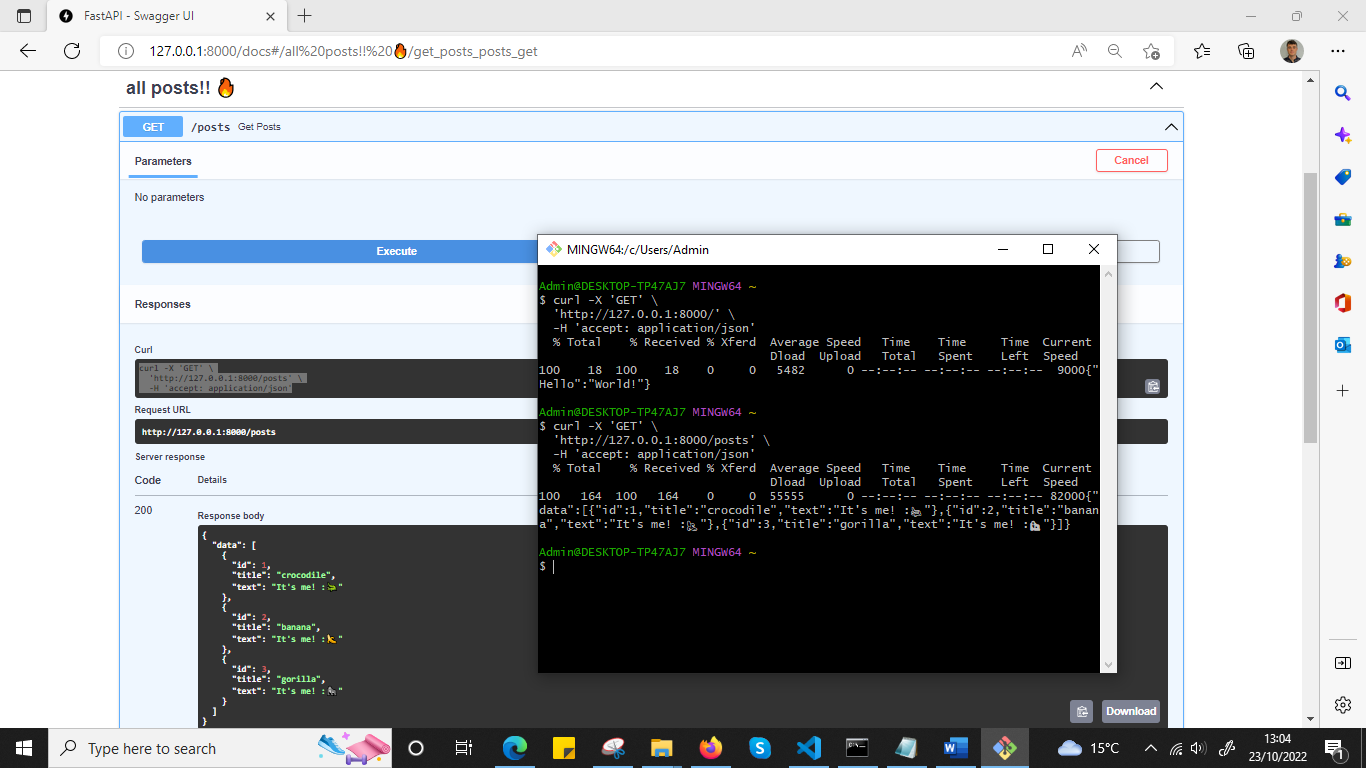 FastAPI - Swagger UI
127.0.0.1:8000/docs#/all%20posts!!%20🔥/get_posts_posts_get
all posts!! 🔥
GET /posts Get Posts
Parameters
Cancel
No parameters
Execute
Responses
Curl
curl -X 'GET' \
'http://127.0.0.1:8000/posts' \
-H 'accept: application/json'
Request URL
http://127.0.0.1:8000/posts
Server response
Code Details
200
Response body
{
"data": [
{
"id": 1,
"title": "crocodile",
"text": "It's me! :🐊"
},
{
"id": 2,
"title": "banana",
"text": "It's me! :🍌"
},
{
"id": 3,
"title": "gorilla",
"text": "It's me! :🦍"
}
]
}
Download
MINGW64:/c/Users/Admin
Admin@DESKTOP-TP47AJ7 MINGW64 ~
$ curl -X 'GET' \
'http://127.0.0.1:8000/' \
-H 'accept: application/json'
% Total % Received % Xferd Average Speed Time Time Time Current
Dload Upload Total Spent Left Speed
100 18 100 18 0 0 5482 0 --:--:-- --:--:-- --:--:-- 9000{"
Hello":"World!"}
Admin@DESKTOP-TP47AJ7 MINGW64 ~
$ curl -X 'GET' \
'http://127.0.0.1:8000/posts' \
-H 'accept: application/json'
% Total % Received % Xferd Average Speed Time Time Time Current
Dload Upload Total Spent Left Speed
100 164 100 164 0 0 55555 0 --:--:-- --:--:-- --:--:-- 82000{"
data":[{"id":1,"title":"crocodile","text":"It's me! :🐊"},{"id":2,"title":"banan
a","text":"It's me! :🍌"},{"id":3,"title":"gorilla","text":"It's me! :🦍"}]}
Admin@DESKTOP-TP47AJ7 MINGW64 ~
$
Type here to search
15°C
13:04
23/10/2022
1